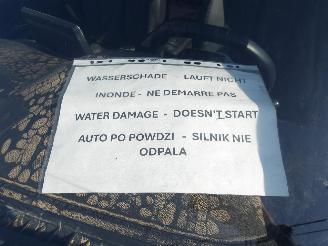 WASSERSCHADE LAUFT NICHT
INONDE - NE DEMARRE PAS
WATER DAMAGE - DOESN'T START
AUTO PO POWDZI - SILNIK NIE
ODPALA